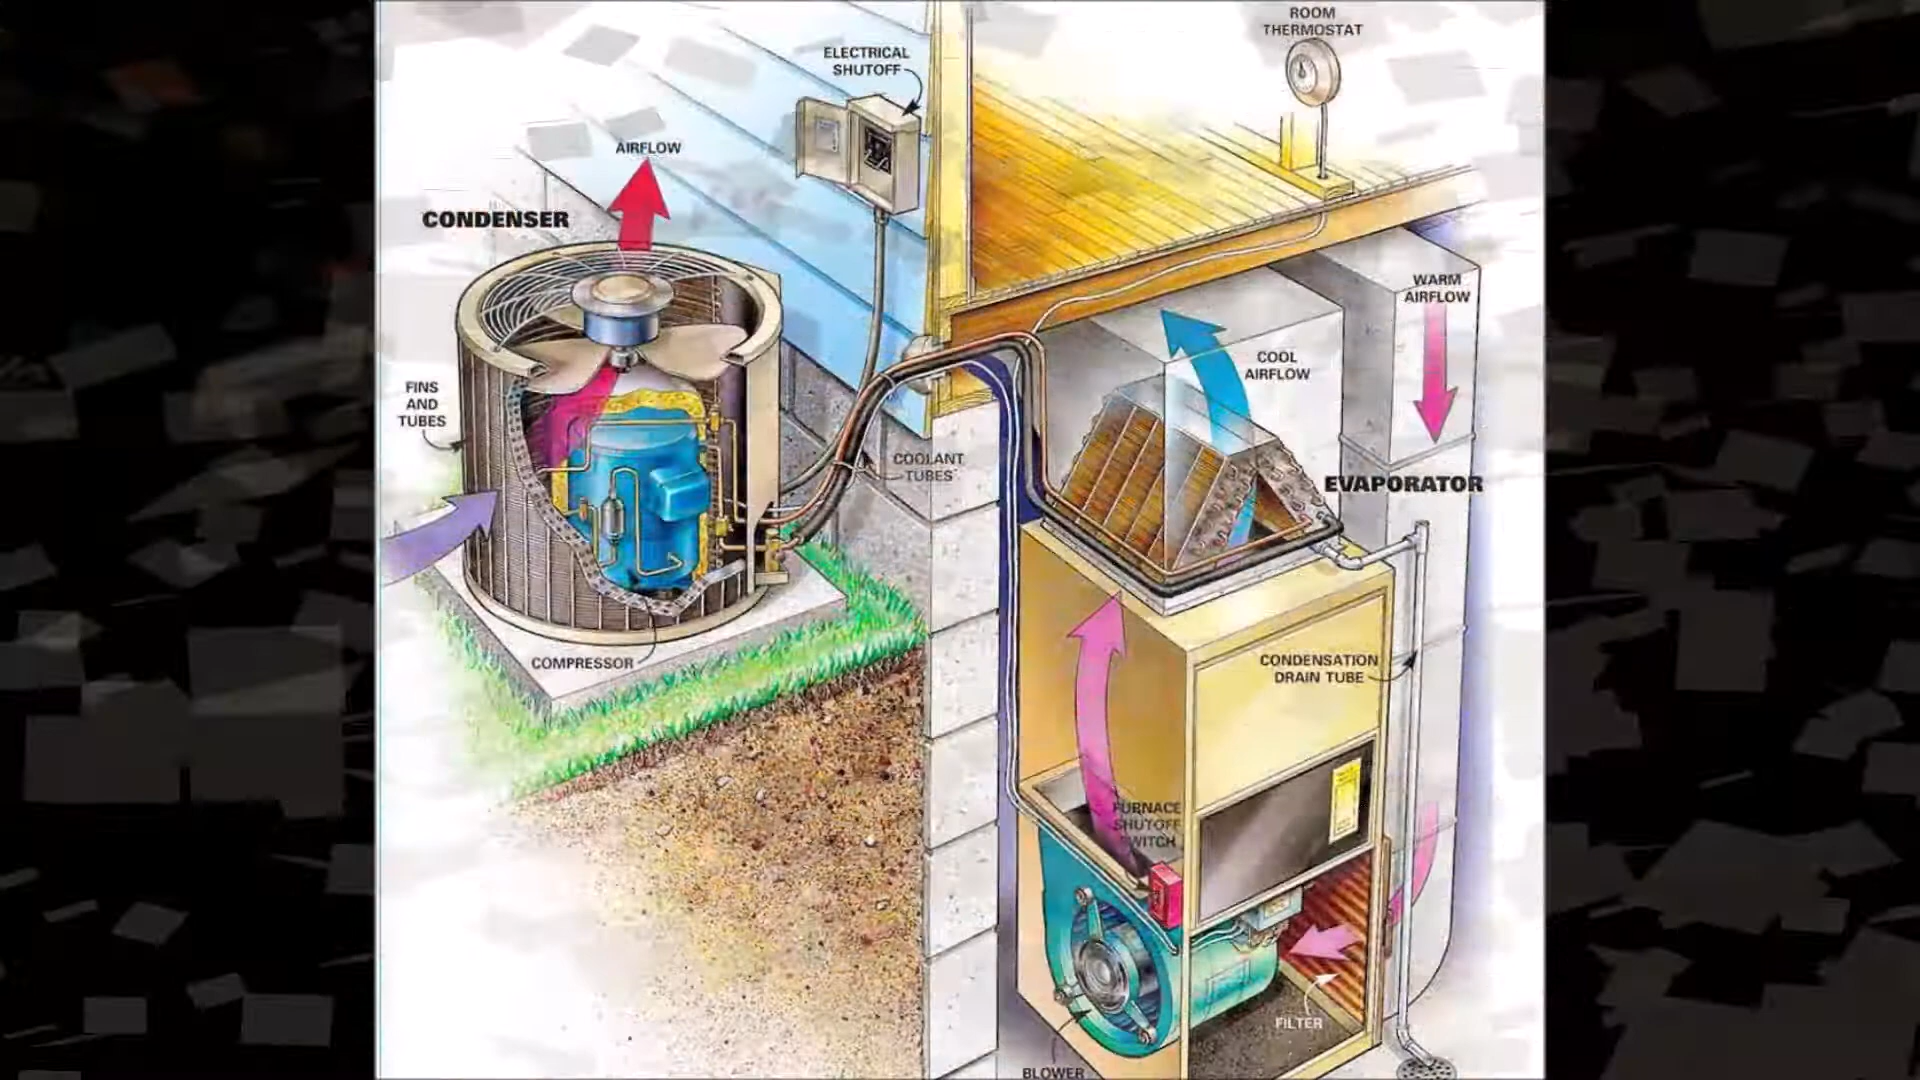 ROOM
THERMOSTAT
ELECTRICAL
SHUTOFF
AIRFLOW
CONDENSER
WARM
AIRFLOW
COOL
AIRFLOW
FINS
AND
TUBES
COOLANT
TUBES
EVAPORATOR
COMPRESSOR
CONDENSATION
DRAIN TUBE
FURNACE
SHUTOFF
SWITCH
FILTER
BLOWER